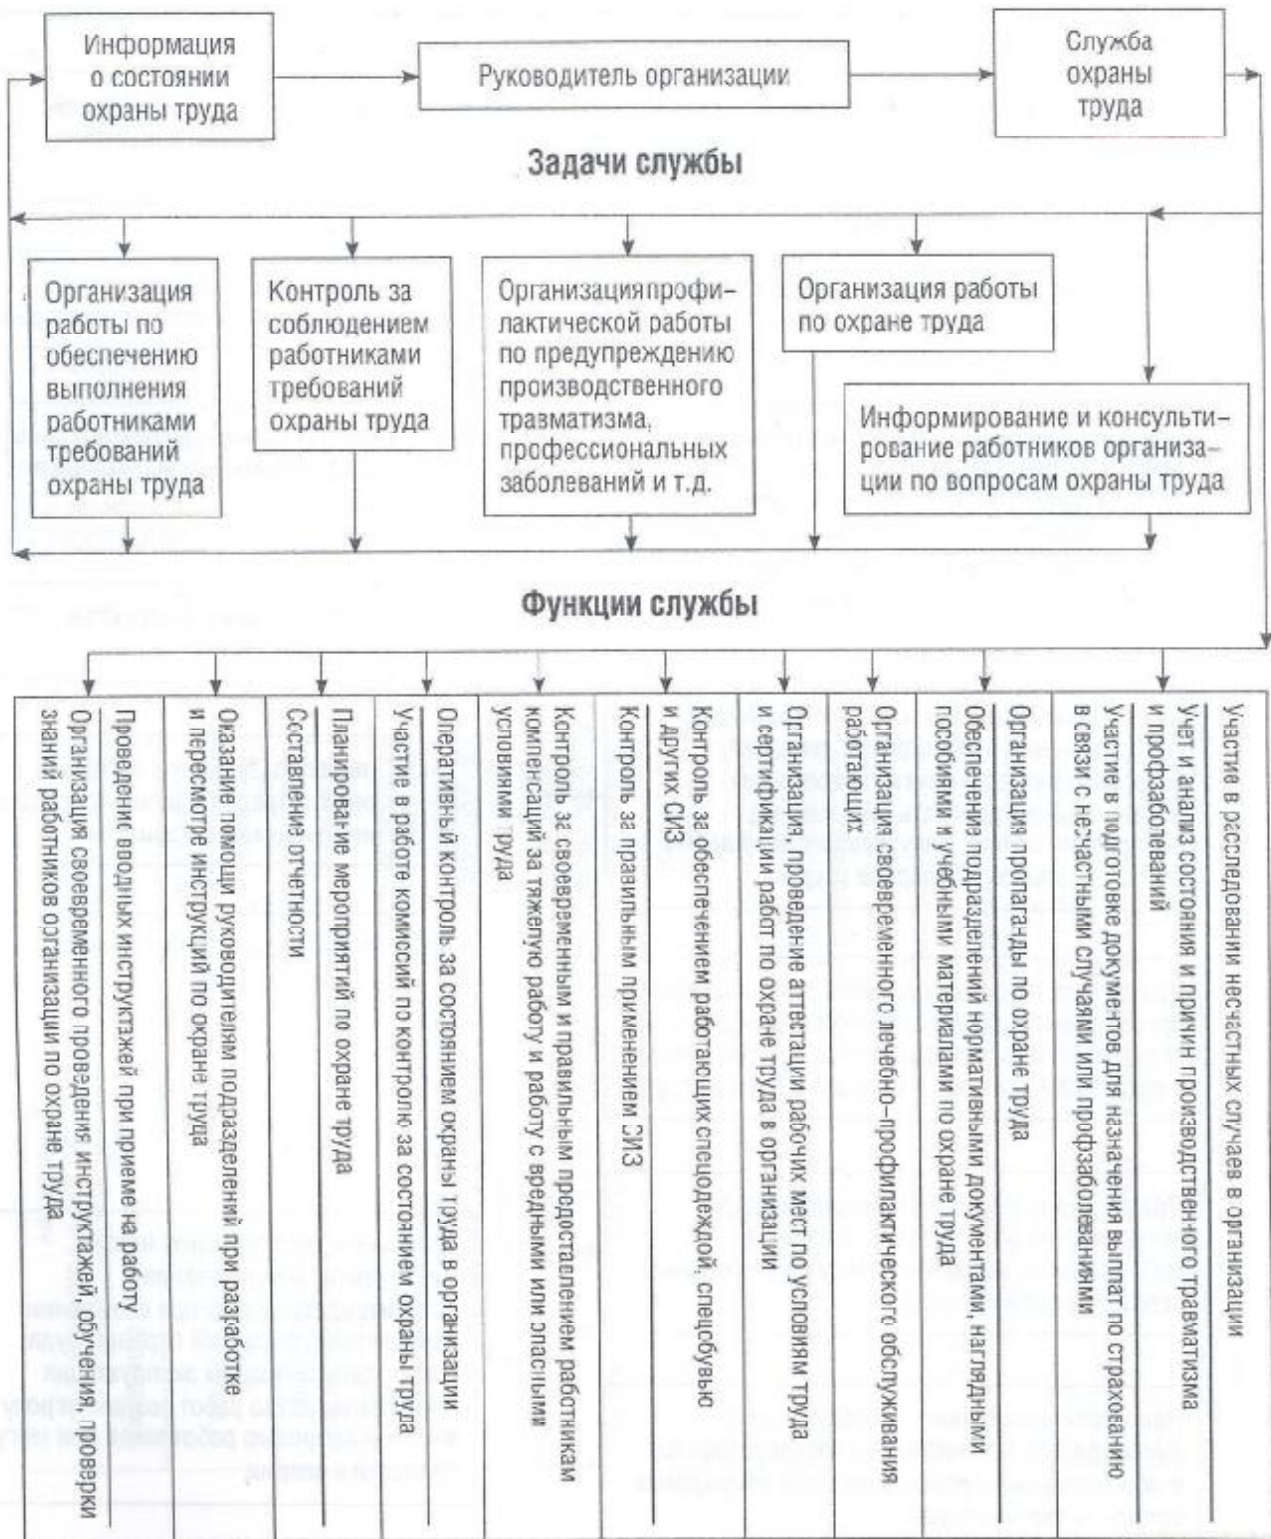 Информация
о состоянии
охраны труда
Руководитель организации
Служба
охраны
труда
Задачи службы
Организация
работы по
обеспечению
выполнения
работниками
требований
охраны труда
Контроль за
соблюдением
работниками
требований
охраны труда
Организация профи–
лактической работы
по предупреждению
производственного
травматизма,
профессиональных
заболеваний и т.д.
Организация работы
по охране труда
Информирование и консульти–
рование работников организа–
ции по вопросам охраны труда
Функции службы
Проведение вводных инструктажей при приеме на работу
Организация своевременного проведения инструктажей, обучения, проверки
знаний работников организации по охране труда
Оказание помощи руководителям подразделений при разработке
и пересмотре инструкций по охране труда
Планирование мероприятий по охране труда
Составление отчетности
Оперативный контроль за состоянием охраны труда в организации
Участие в работе комиссий по контролю за состоянием охраны труда
Контроль за своевременным и правильным предоставлением работникам
компенсаций за тяжелую работу и работу с вредными или опасными
условиями труда
Контроль за обеспечением работающих спецодеждой, спецобувью
и других СИЗ
Контроль за правильным применением СИЗ
Организация, проведение аттестации рабочих мест по условиям труда
и сертификации работ по охране труда в организации
Организация своевременного лечебно–профилактического обслуживания
работающих
Обеспечение подразделений нормативными документами, наглядными
пособиями и учебными материалами по охране труда
Организация пропаганды по охране труда
Участие в расследовании несчастных случаев в организации
Учет и анализ состояния и причин производственного травматизма
и профзаболеваний
Участие в подготовке документов для назначения выплат по страхованию
в связи с несчастными случаями или профзаболеваниями